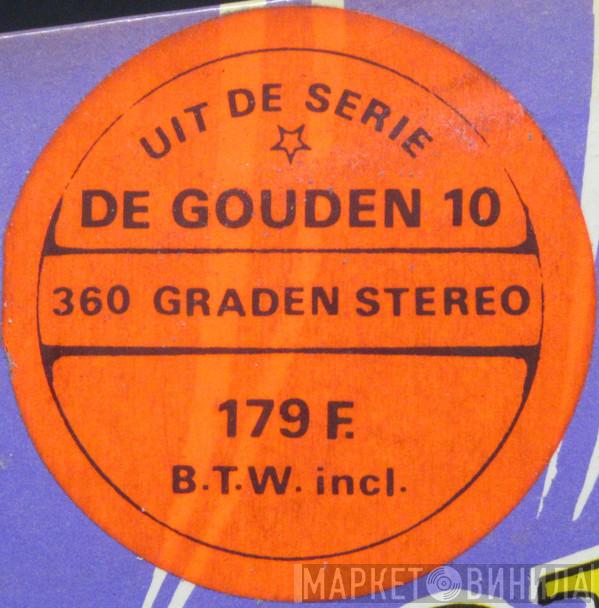 UIT DE SERIE
DE GOUDEN 10
360 GRADEN STEREO
179 F.
B.T.W. incl.
МАРКЕТ ВИНИЛА